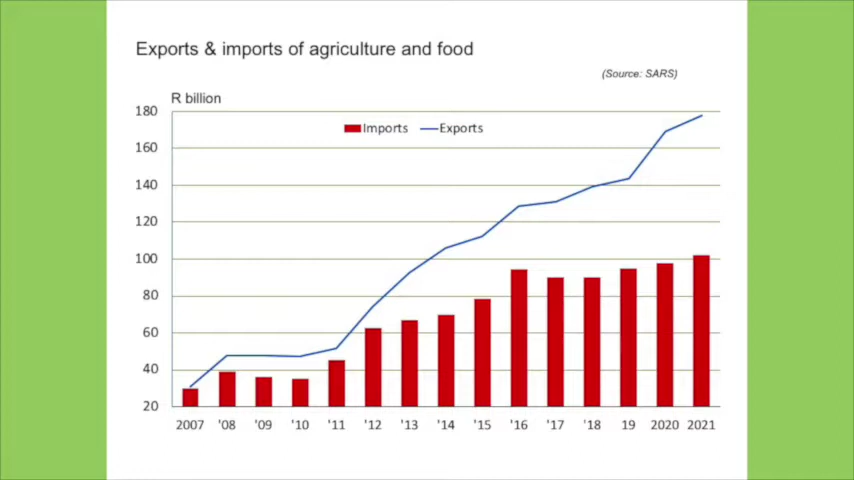 Exports & imports of agriculture and food
(Source: SARS)
R billion
Imports Exports
180
160
140
120
100
80
60
40
20
2007 '08 '09 '10 '11 '12 '13 '14 '15 '16 '17 '18 19 2020 2021